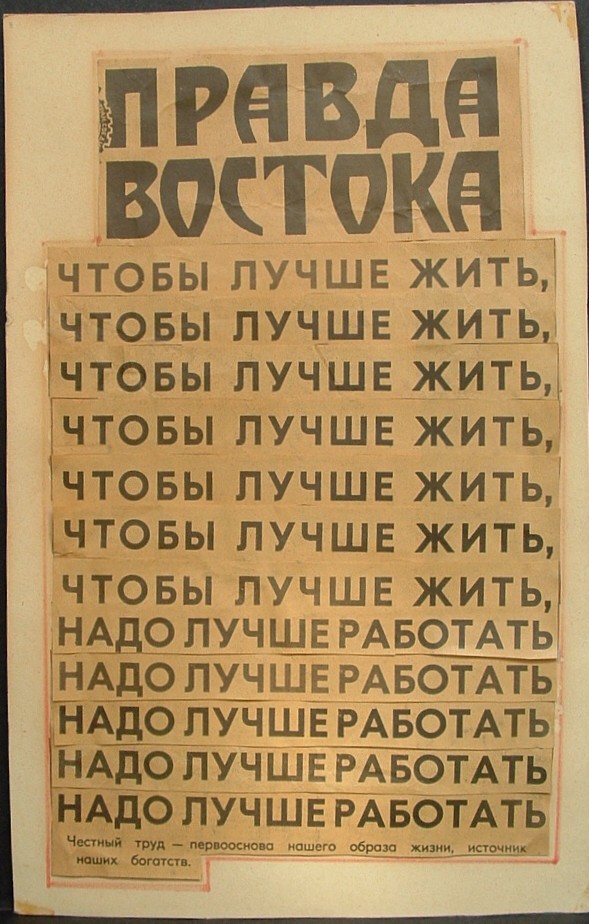 ПРАВДА
ВОСТОКА
ЧТОБЫ ЛУЧШЕ ЖИТЬ,
ЧТОБЫ ЛУЧШЕ ЖИТЬ,
ЧТОБЫ ЛУЧШЕ ЖИТЬ,
ЧТОБЫ ЛУЧШЕ ЖИТЬ,
ЧТОБЫ ЛУЧШЕ ЖИТЬ,
ЧТОБЫ ЛУЧШЕ ЖИТЬ,
ЧТОБЫ ЛУЧШЕ ЖИТЬ,
НАДО ЛУЧШЕ РАБОТАТЬ
НАДО ЛУЧШЕ РАБОТАТЬ
НАДО ЛУЧШЕ РАБОТАТЬ
НАДО ЛУЧШЕ РАБОТАТЬ
НАДО ЛУЧШЕ РАБОТАТЬ
Честный труд — первооснова нашего образа жизни, источник
наших богатств.